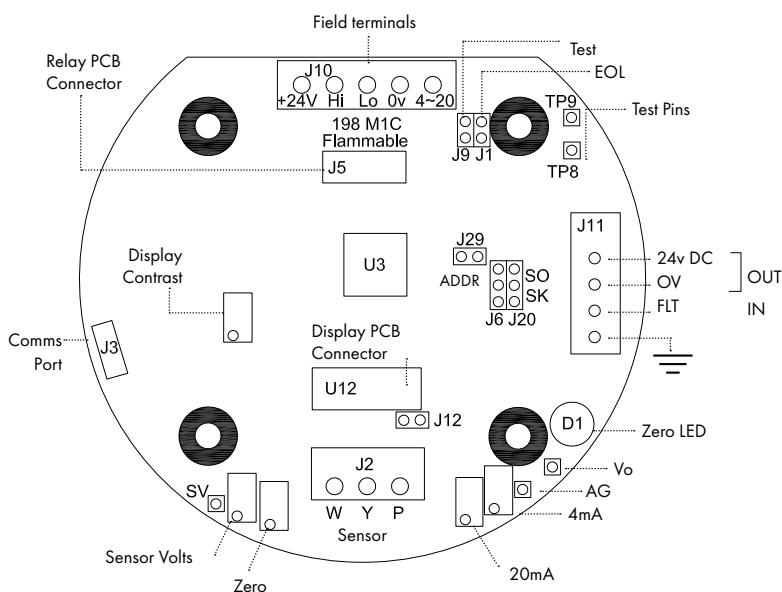 Field terminals
Test
EOL
Relay PCB
Connector
J10
+24V Hi Lo 0v 4~20
TP9
Test Pins
198 M1C
Flammable
J9 J1
J5
TP8
J11
J29
24v DC
U3
SO
Display
Contrast
ADDR
OV
OUT
SK
FLT
IN
J6 J20
Display PCB
Connector
Comms
Port
J3
U12
J12
D1
Zero LED
J2
Vo
SV
W Y P
AG
Sensor
4mA
Sensor Volts
20mA
Zero